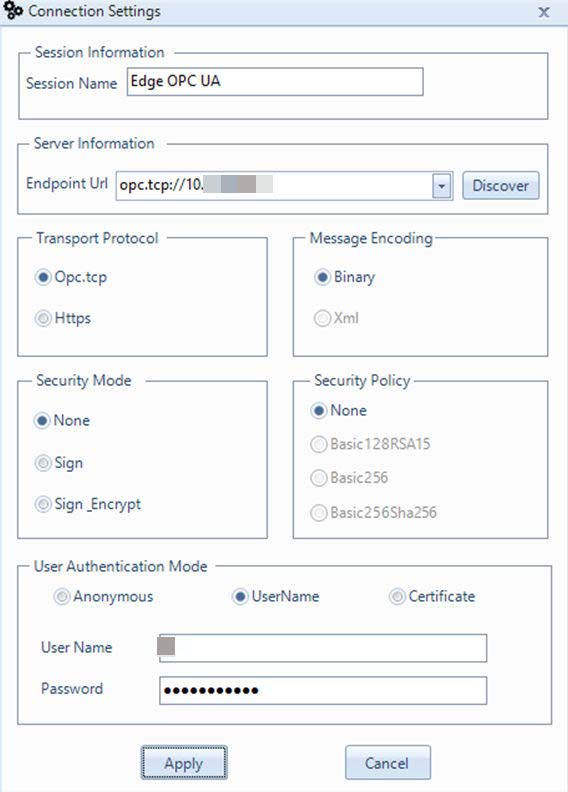 Connection Settings
Session Information
Session Name Edge OPC UA
Server Information
Endpoint Url opc.tcp://10. Discover
Transport Protocol
Opc.tcp
Https
Message Encoding
Binary
Xml
Security Mode
None
Sign
Sign _Encrypt
Security Policy
None
Basic128RSA15
Basic256
Basic256Sha256
User Authentication Mode
Anonymous UserName Certificate
User Name
Password ●●●●●●●●●●●
Apply Cancel